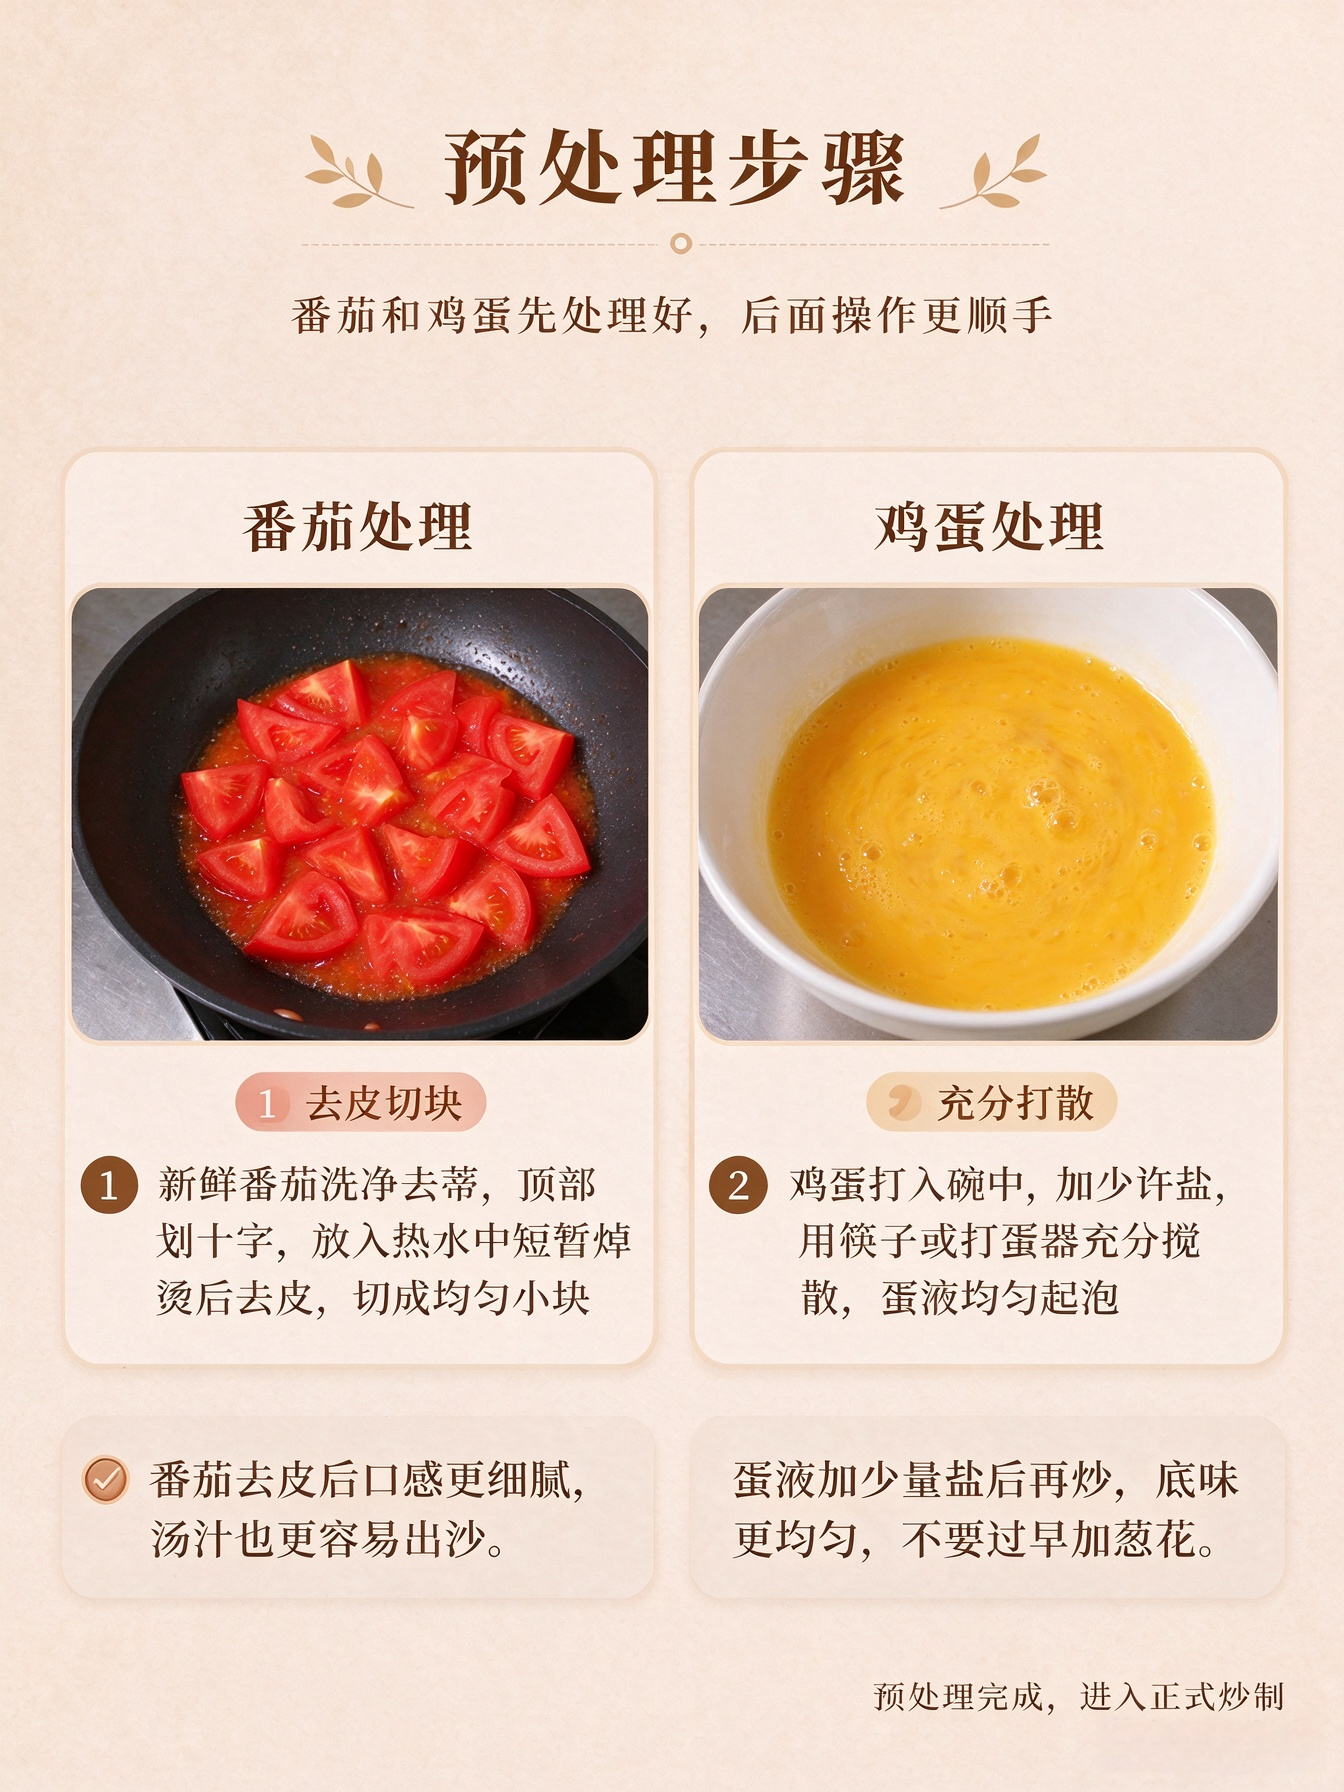 预处理步骤
番茄和鸡蛋先处理好，后面操作更顺手
番茄处理
1 去皮切块
1 新鲜番茄洗净去蒂，顶部
划十字，放入热水中短暂焯
烫后去皮，切成均匀小块
鸡蛋处理
充分打散
2 鸡蛋打入碗中，加少许盐，
用筷子或打蛋器充分搅
散，蛋液均匀起泡
番茄去皮后口感更细腻，
汤汁也更容易出沙。
蛋液加少量盐后再炒，底味
更均匀，不要过早加葱花。
预处理完成，进入正式炒制